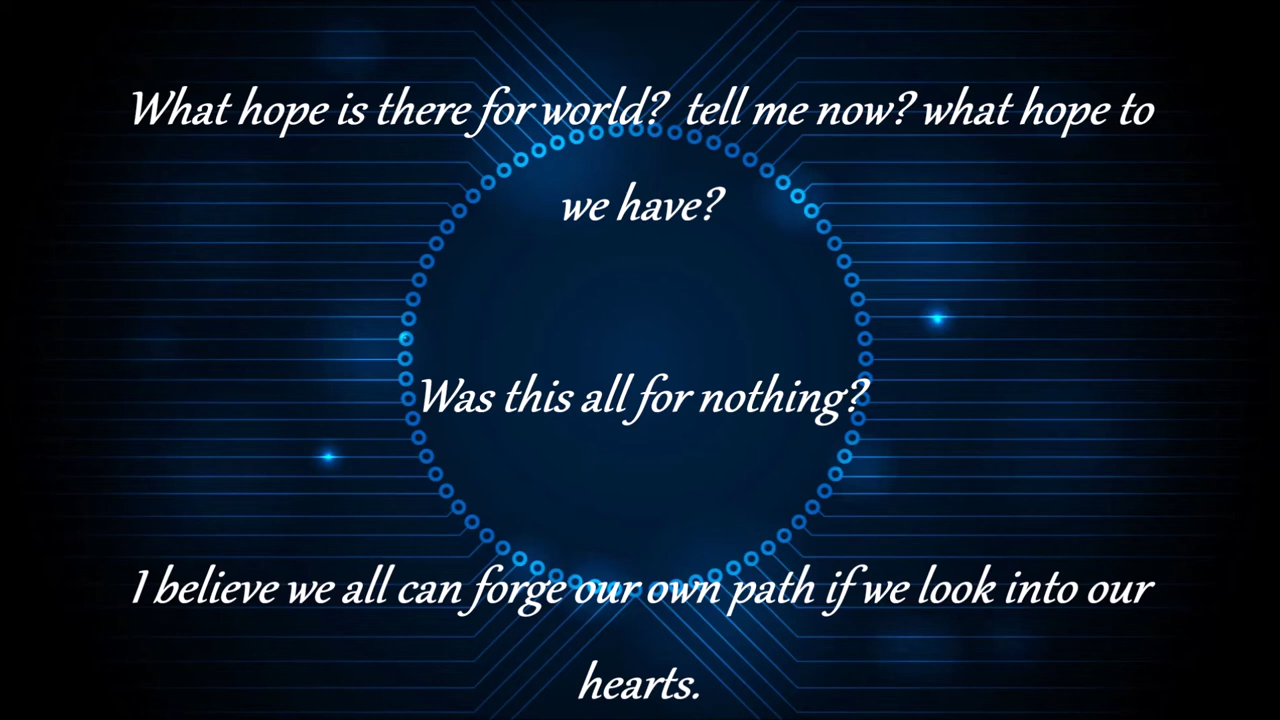 What hope is there for world?  tell me now? what hope to
we have?
Was this all for nothing?
I believe we all can forge our own path if we look into our
hearts.